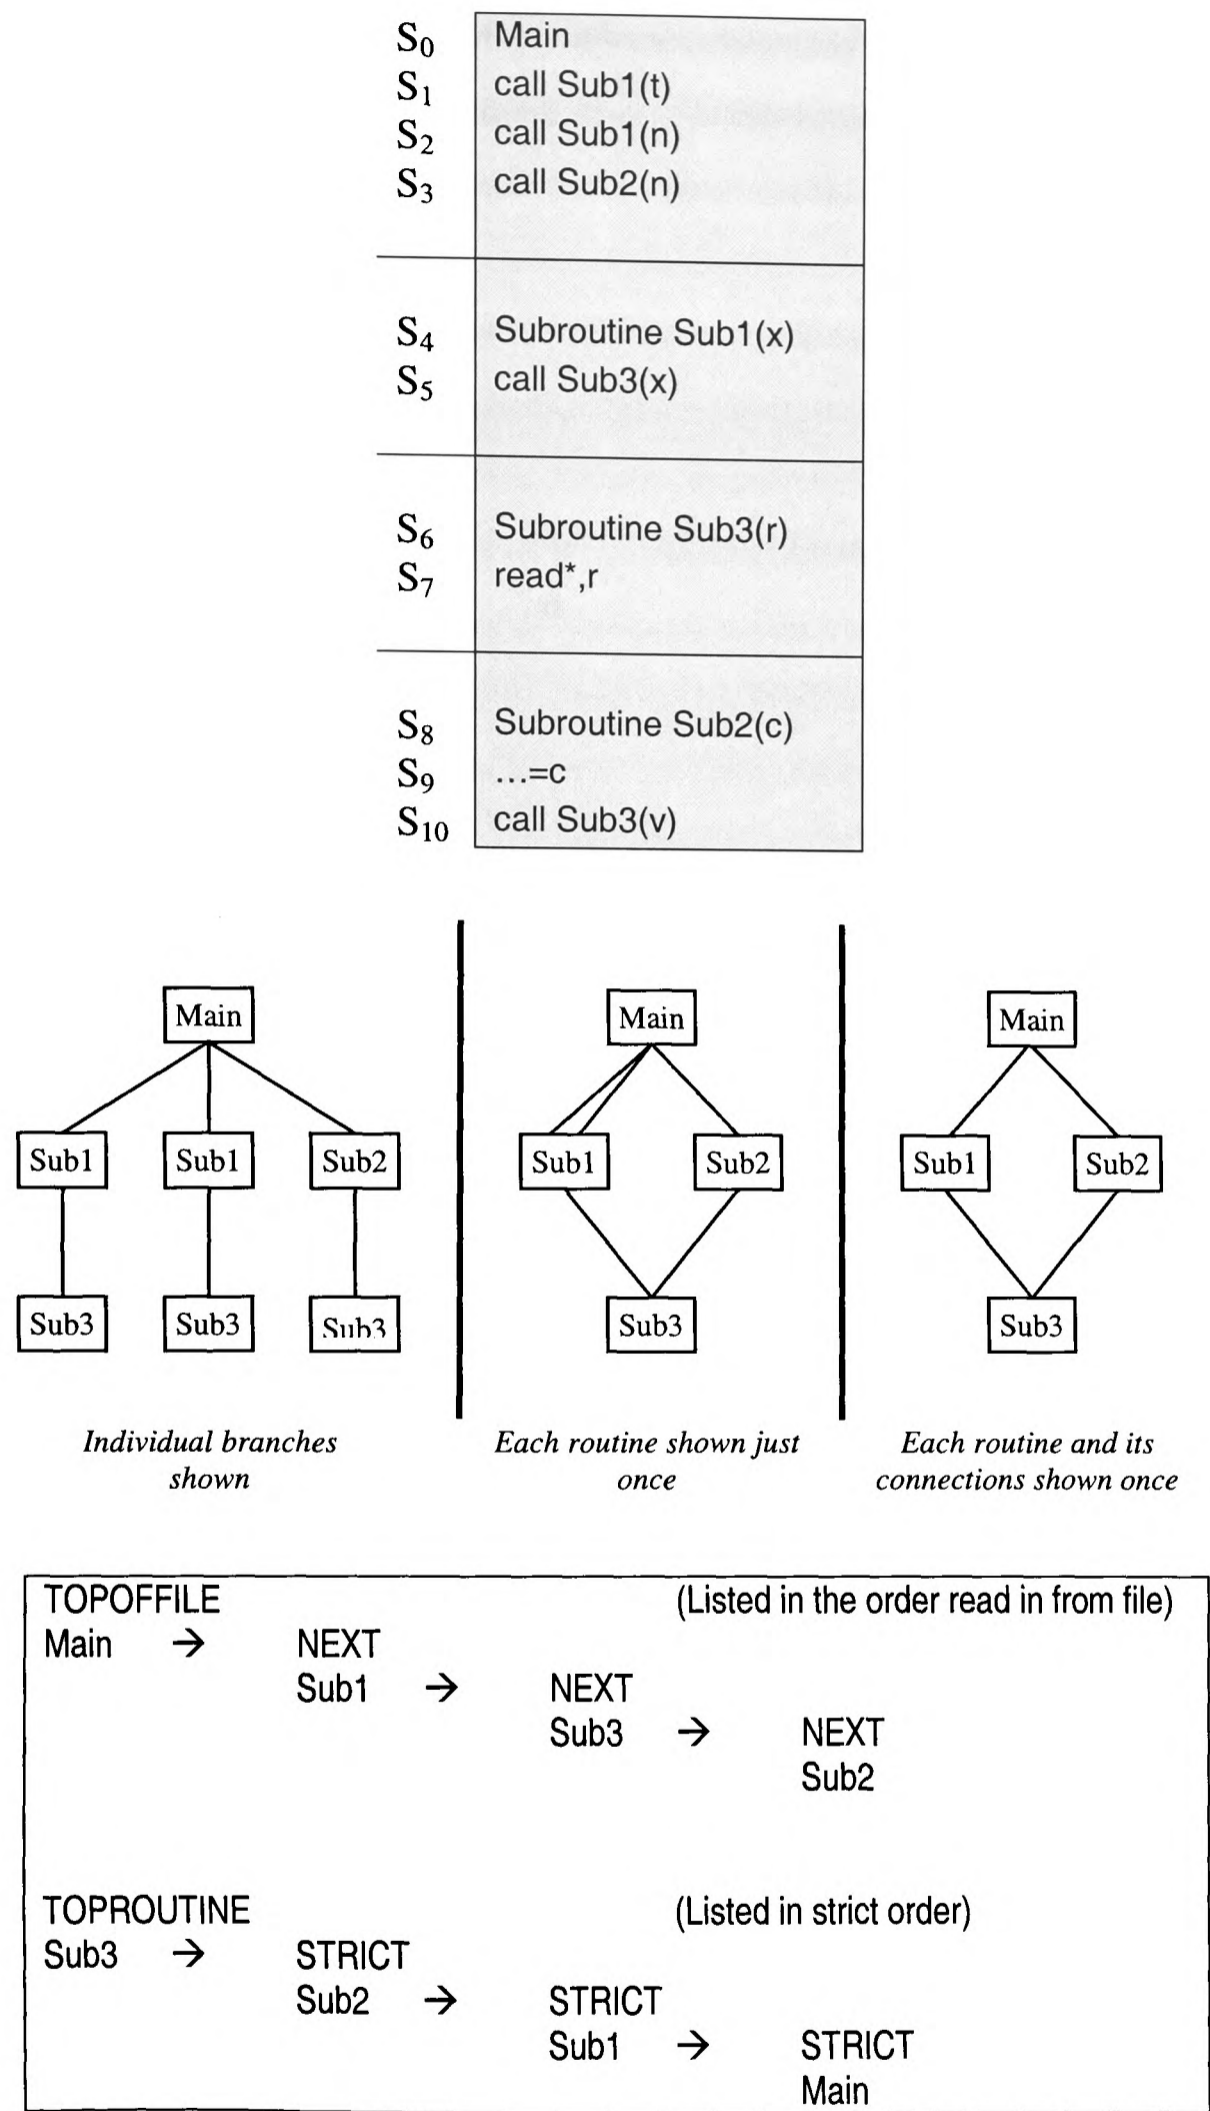 S0 Main
S1 call Sub1(t)
S2 call Sub1(n)
S3 call Sub2(n)
S4 Subroutine Sub1(x)
S5 call Sub3(x)
S6 Subroutine Sub3(r)
S7 read*,r
S8 Subroutine Sub2(c)
S9 ...=c
S10 call Sub3(v)
Main
Sub1 Sub1 Sub2
Sub3 Sub3 Sub3
Individual branches
shown
Main
Sub1 Sub2
Sub3
Each routine shown just
once
Main
Sub1 Sub2
Sub3
Each routine and its
connections shown once
TOPOFFILE (Listed in the order read in from file)
Main → NEXT
Sub1 → NEXT
Sub3 → NEXT
Sub2
TOPROUTINE (Listed in strict order)
Sub3 → STRICT
Sub2 → STRICT
Sub1 → STRICT
Main